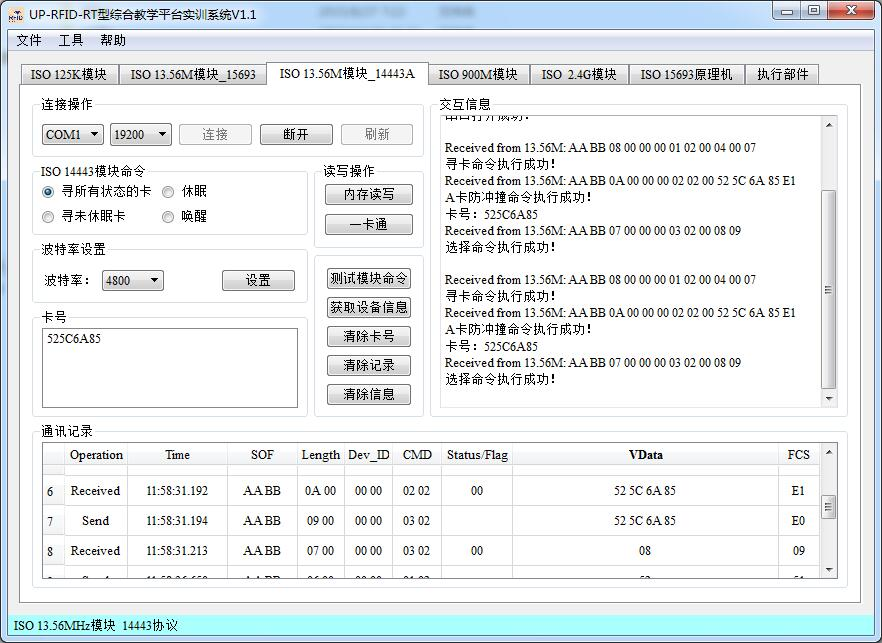 UP-RFID-RT型综合教学平台实训系统V1.1
文件 工具 帮助
ISO 125K模块 ISO 13.56M模块_15693 ISO 13.56M模块_14443A ISO 900M模块 ISO 2.4G模块 ISO 15693原理机 执行部件
连接操作
COM1 19200 连接 断开 刷新
ISO 14443模块命令
寻所有状态的卡 休眠
寻未休眠卡 唤醒
读写操作
内存读写
一卡通
波特率设置
波特率： 4800 设置
卡号
525C6A85
测试模块命令
获取设备信息
清除卡号
清除记录
清除信息
交互信息
串口打开成功！
Received from 13.56M: AA BB 08 00 00 00 01 02 00 04 00 07
寻卡命令执行成功！
Received from 13.56M: AA BB 0A 00 00 00 02 02 00 52 5C 6A 85 E1
A卡防冲撞命令执行成功！
卡号：525C6A85
Received from 13.56M: AA BB 07 00 00 00 03 02 00 08 09
选择命令执行成功！
Received from 13.56M: AA BB 08 00 00 00 01 02 00 04 00 07
寻卡命令执行成功！
Received from 13.56M: AA BB 0A 00 00 00 02 02 00 52 5C 6A 85 E1
A卡防冲撞命令执行成功！
卡号：525C6A85
Received from 13.56M: AA BB 07 00 00 00 03 02 00 08 09
选择命令执行成功！
通讯记录
Operation Time SOF Length Dev_ID CMD Status/Flag VData FCS
6 Received 11:58:31.192 AA BB 0A 00 00 00 02 02 00 52 5C 6A 85 E1
7 Send 11:58:31.194 AA BB 09 00 00 00 03 02 52 5C 6A 85 E0
8 Received 11:58:31.213 AA BB 07 00 00 00 03 02 00 08 09
ISO 13.56MHz模块 14443协议